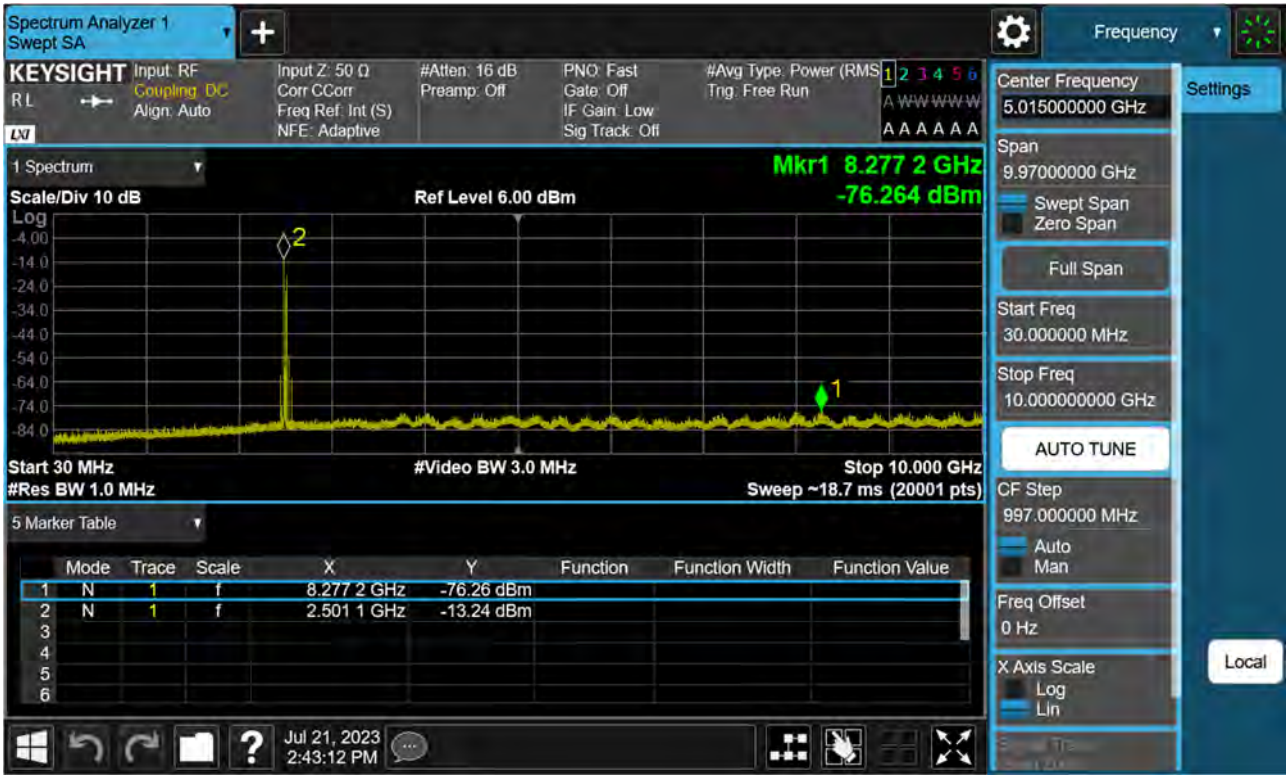 Spectrum Analyzer 1
Swept SA
+
Frequency
KEYSIGHT
RL
LXI
Input: RF
Coupling: DC
Align: Auto
Input Z: 50 Ω
Corr CCorr
Freq Ref: Int (S)
NFE: Adaptive
#Atten: 16 dB
Preamp: Off
PNO: Fast
Gate: Off
IF Gain: Low
Sig Track: Off
#Avg Type: Power (RMS
Trig: Free Run
1 2 3 4 5 6
A W W W W W
A A A A A A
1 Spectrum
Mkr1 8.277 2 GHz
Scale/Div 10 dB
Ref Level 6.00 dBm
-76.264 dBm
Log
-4.00
-14.0
-24.0
-34.0
-44.0
-54.0
-64.0
-74.0
-84.0
2
1
Start 30 MHz
#Video BW 3.0 MHz
Stop 10.000 GHz
#Res BW 1.0 MHz
Sweep ~18.7 ms (20001 pts)
5 Marker Table
Mode Trace Scale X Y Function Function Width Function Value
1 N 1 f 8.277 2 GHz -76.26 dBm
2 N 1 f 2.501 1 GHz -13.24 dBm
3
4
5
6
?
Jul 21, 2023
2:43:12 PM
Center Frequency
5.015000000 GHz
Span
9.97000000 GHz
Swept Span
Zero Span
Full Span
Start Freq
30.000000 MHz
Stop Freq
10.000000000 GHz
AUTO TUNE
CF Step
997.000000 MHz
Auto
Man
Freq Offset
0 Hz
X Axis Scale
Log
Lin
Settings
Local